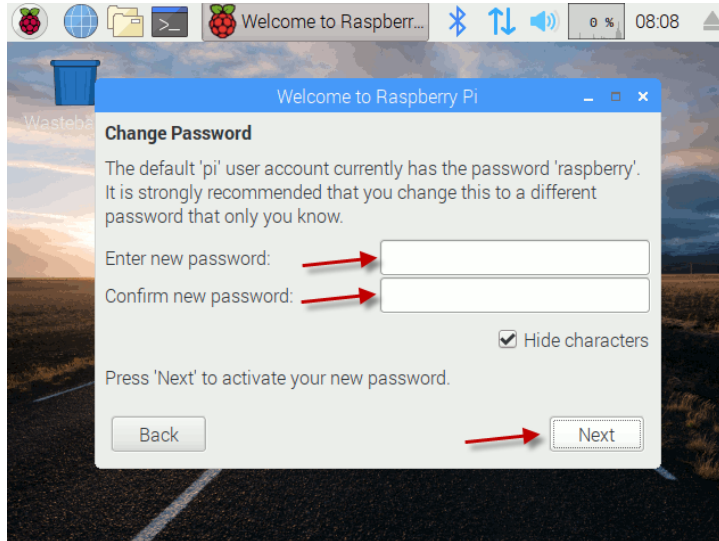 Welcome to Raspberr...
0 %
08:08
Welcome to Raspberry Pi
Change Password
The default 'pi' user account currently has the password 'raspberry'.
It is strongly recommended that you change this to a different
password that only you know.
Enter new password:
Confirm new password:
Hide characters
Press 'Next' to activate your new password.
Back
Next